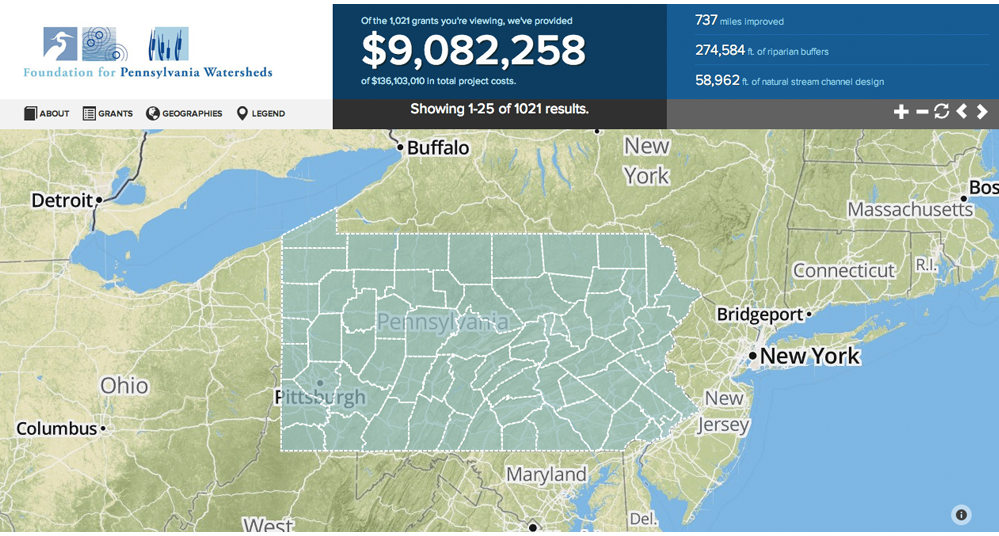 Of the 1,021 grants you're viewing, we've provided
$9,082,258
of $136,103,010 in total project costs.
737 miles improved
274,584 ft. of riparian buffers
58,962 ft. of natural stream channel design
Foundation for Pennsylvania Watersheds
ABOUT GRANTS GEOGRAPHIES LEGEND
Showing 1-25 of 1021 results.
Buffalo
New
York
Detroit
Bos
Massachusetts
Connecticut
R.I.
Bridgeport
Pennsylvania
New York
Ohio
Pittsburgh
New
Jersey
Columbus
Maryland
Del.
West